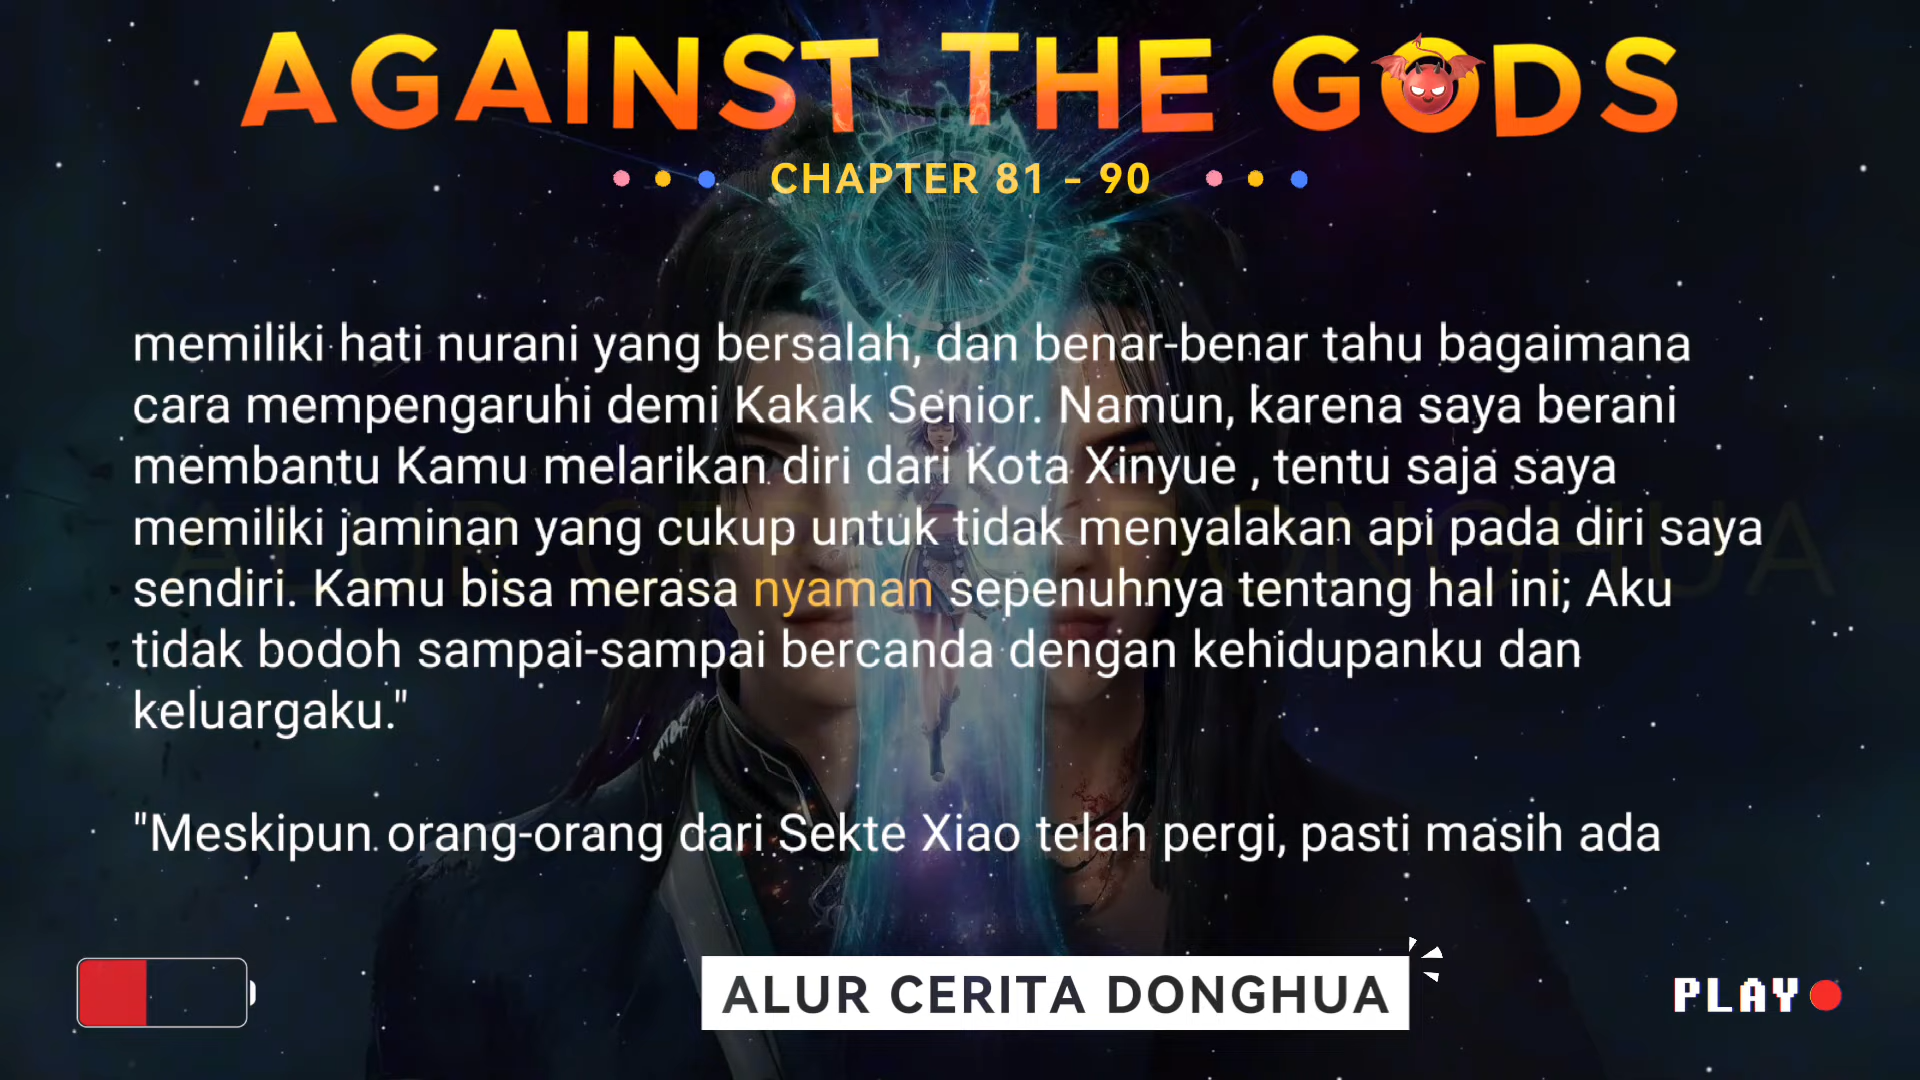 AGAINST THE GODS
CHAPTER 81 - 90
memiliki hati nurani yang bersalah, dan benar-benar tahu bagaimana
cara mempengaruhi demi Kakak Senior. Namun, karena saya berani
membantu Kamu melarikan diri dari Kota Xinyue , tentu saja saya
memiliki jaminan yang cukup untuk tidak menyalakan api pada diri saya
sendiri. Kamu bisa merasa nyaman sepenuhnya tentang hal ini; Aku
tidak bodoh sampai-sampai bercanda dengan kehidupanku dan
keluargaku."
"Meskipun orang-orang dari Sekte Xiao telah pergi, pasti masih ada
ALUR CERITA DONGHUA
ALUR CERITA DONGHUA
PLAY